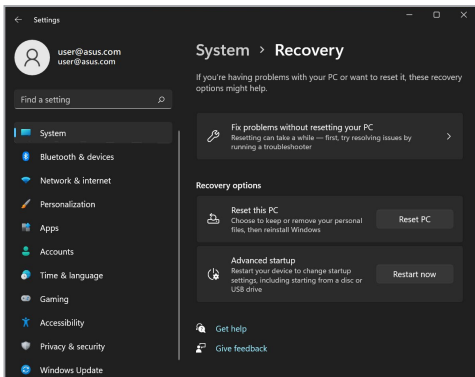 Settings
user@asus.com
user@asus.com
Find a setting
System
Bluetooth & devices
Network & internet
Personalization
Apps
Accounts
Time & language
Gaming
Accessibility
Privacy & security
Windows Update
System > Recovery
If you're having problems with your PC or want to reset it, these recovery
options might help.
Fix problems without resetting your PC
Resetting can take a while — first, try resolving issues by
running a troubleshooter
Recovery options
Reset this PC
Choose to keep or remove your personal
files, then reinstall Windows
Reset PC
Advanced startup
Restart your device to change startup
settings, including starting from a disc or
USB drive
Restart now
Get help
Give feedback